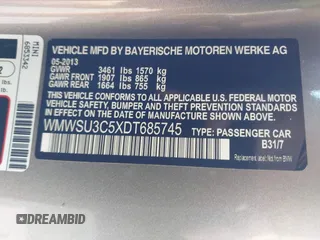 MINI
6853542
VEHICLE MFD BY BAYERISCHE MOTOREN WERKE AG
05-2013
GVWR 3461 lbs 1570 kg
GAWR FRONT 1907 lbs 865 kg
GAWR REAR 1664 lbs 755 kg
THIS VEHICLE CONFORMS TO ALL APPLICABLE FEDERAL MOTOR VEHICLE SAFETY, BUMPER, AND THEFT PREVENTION STANDARDS IN EFFECT ON THE DATE OF MANUFACTURE SHOWN ABOVE
WMWSU3C5XDT685745 TYPE: PASSENGER CAR
B31/7
DREAMBID